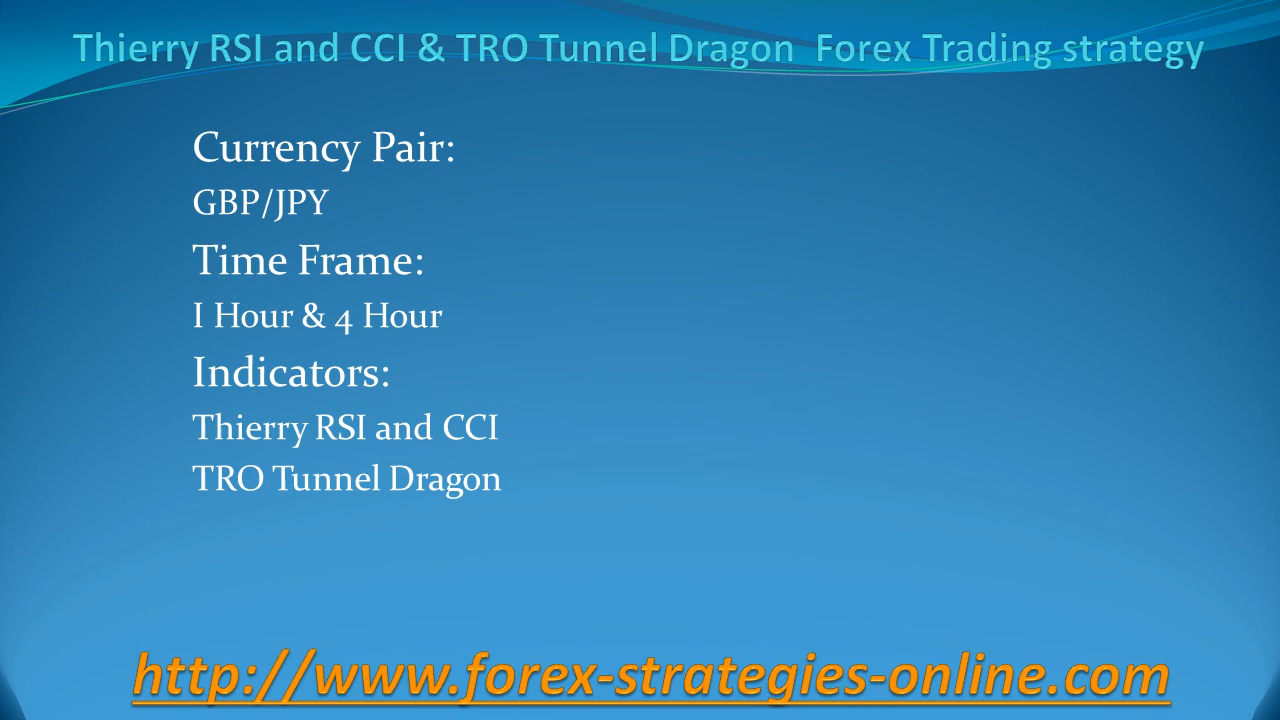 Thierry RSI and CCI & TRO Tunnel Dragon Forex Trading strategy
Currency Pair:
GBP/JPY
Time Frame:
I Hour & 4 Hour
Indicators:
Thierry RSI and CCI
TRO Tunnel Dragon
http://www.forex-strategies-online.com